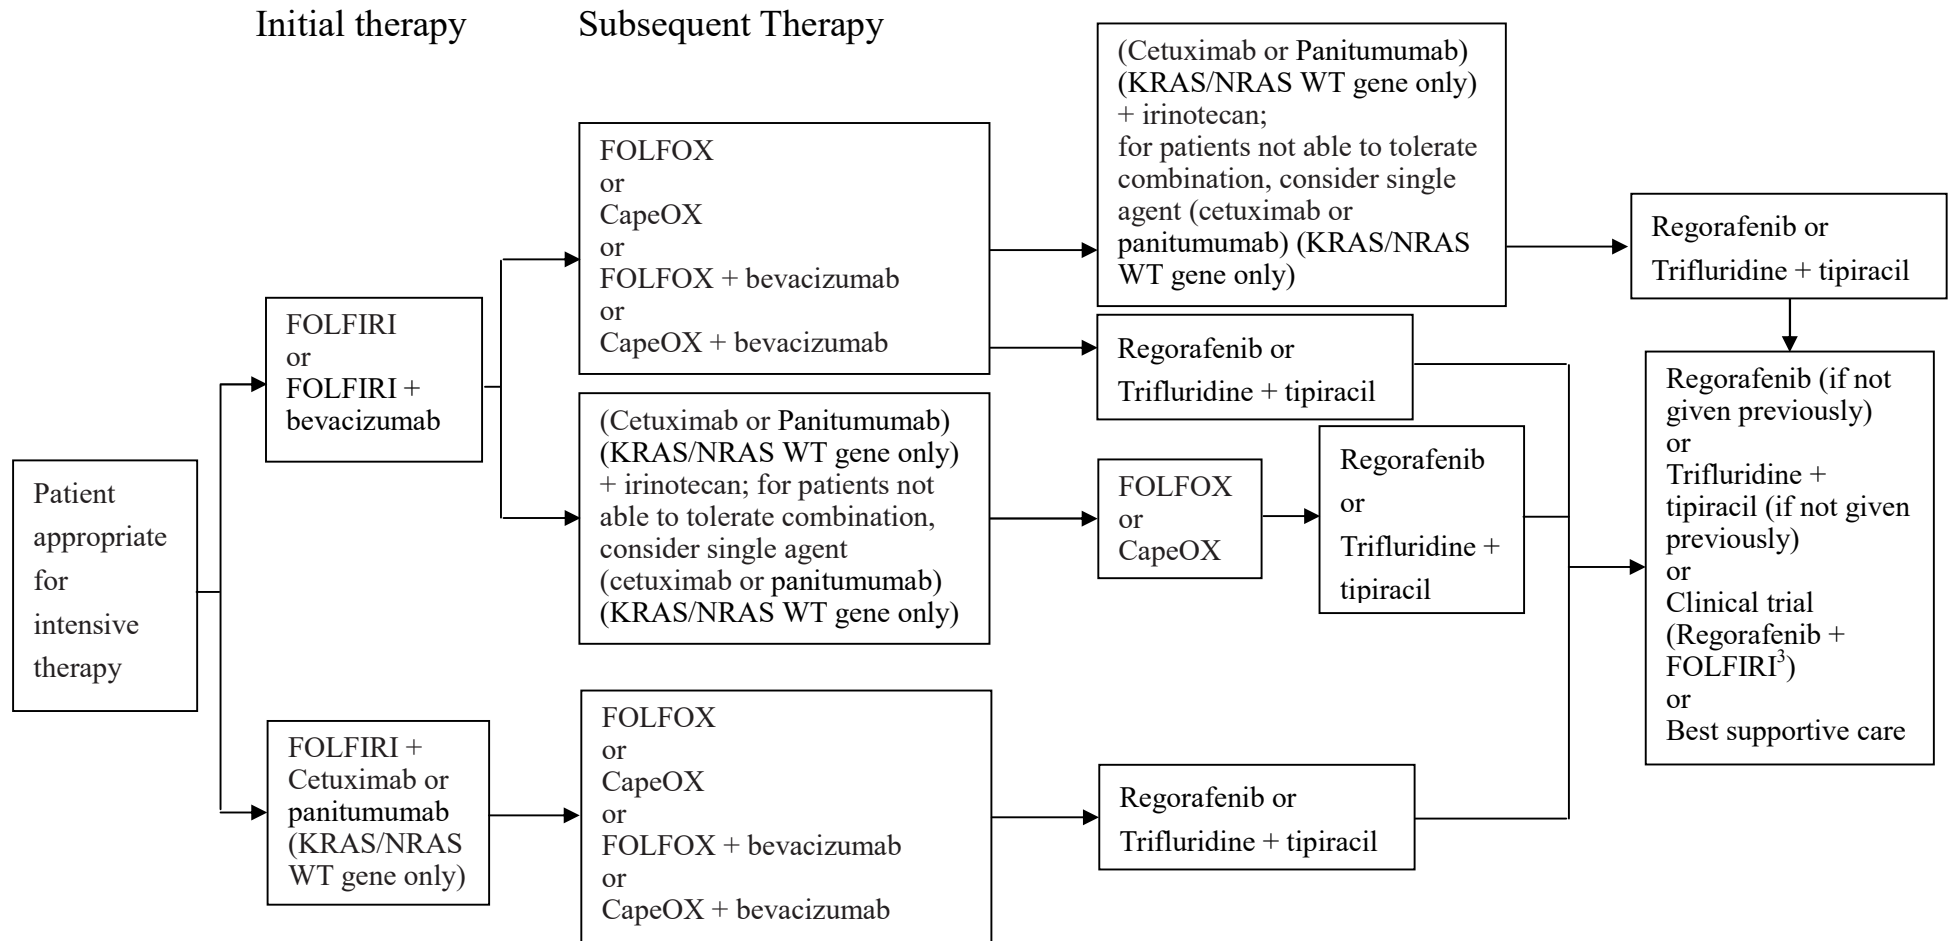 Initial therapy
Subsequent Therapy
Patient
appropriate
for
intensive
therapy
FOLFIRI
or
FOLFIRI +
bevacizumab
FOLFIRI +
Cetuximab or
panitumumab
(KRAS/NRAS
WT gene only)
FOLFOX
or
CapeOX
or
FOLFOX + bevacizumab
or
CapeOX + bevacizumab
(Cetuximab or Panitumumab)
(KRAS/NRAS WT gene only)
+ irinotecan; for patients not
able to tolerate combination,
consider single agent
(cetuximab or panitumumab)
(KRAS/NRAS WT gene only)
FOLFOX
or
CapeOX
or
FOLFOX + bevacizumab
or
CapeOX + bevacizumab
(Cetuximab or Panitumumab)
(KRAS/NRAS WT gene only)
+ irinotecan;
for patients not able to tolerate
combination, consider single
agent (cetuximab or
panitumumab) (KRAS/NRAS
WT gene only)
Regorafenib or
Trifluridine + tipiracil
FOLFOX
or
CapeOX
Regorafenib
or
Trifluridine +
tipiracil
Regorafenib or
Trifluridine + tipiracil
Regorafenib or
Trifluridine + tipiracil
Regorafenib (if not
given previously)
or
Trifluridine +
tipiracil (if not given
previously)
or
Clinical trial
(Regorafenib +
FOLFIRI³)
or
Best supportive care